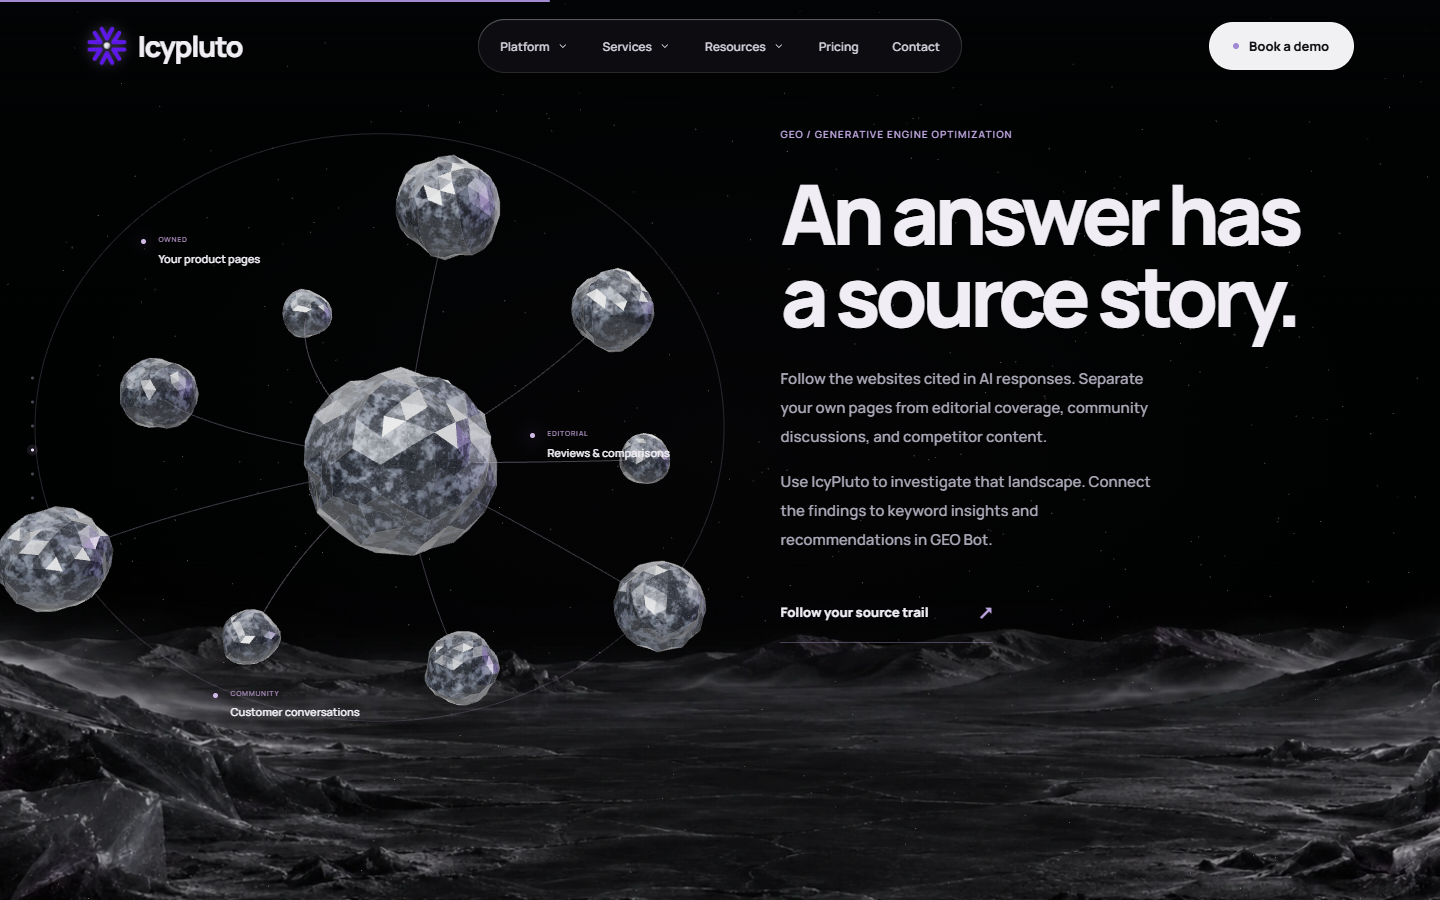 Icypluto
Platform
Services
Resources
Pricing
Contact
Book a demo
GEO / GENERATIVE ENGINE OPTIMIZATION
An answer has
a source story.
Follow the websites cited in AI responses. Separate
your own pages from editorial coverage, community
discussions, and competitor content.
Use IcyPluto to investigate that landscape. Connect
the findings to keyword insights and
recommendations in GEO Bot.
Follow your source trail
OWNED
Your product pages
EDITORIAL
Reviews & comparisons
COMMUNITY
Customer conversations